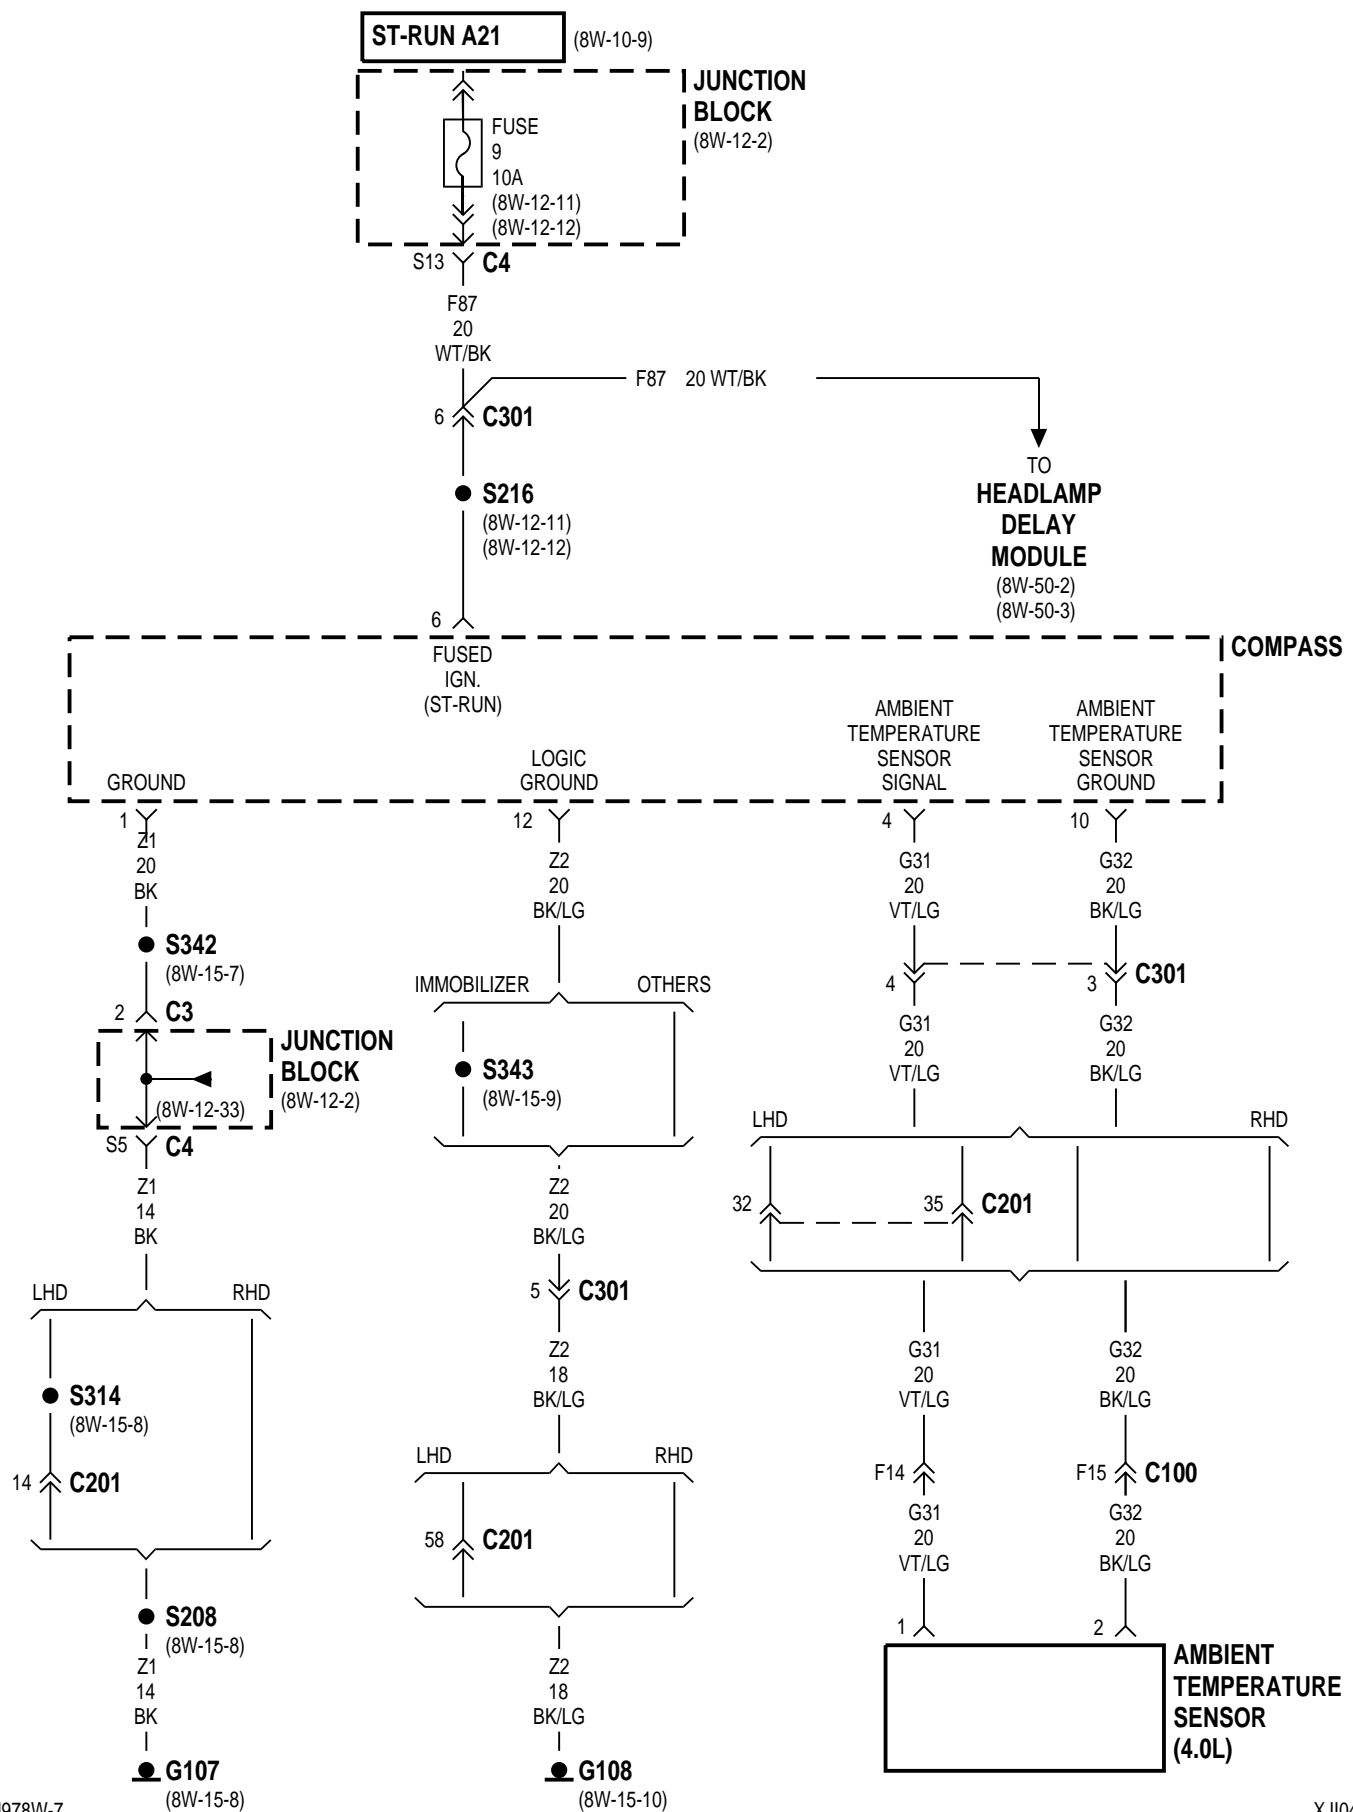 ST-RUN A21
(8W-10-9)
JUNCTION
BLOCK
(8W-12-2)
FUSE
9
10A
(8W-12-11)
(8W-12-12)
S13
C4
F87
20
WT/BK
F87 20 WT/BK
6
C301
TO
HEADLAMP
DELAY
MODULE
(8W-50-2)
(8W-50-3)
S216
(8W-12-11)
(8W-12-12)
6
COMPASS
FUSED
IGN.
(ST-RUN)
GROUND
LOGIC
GROUND
AMBIENT
TEMPERATURE
SENSOR
SIGNAL
AMBIENT
TEMPERATURE
SENSOR
GROUND
1
Z1
20
BK
S342
(8W-15-7)
2
C3
JUNCTION
BLOCK
(8W-12-2)
(8W-12-33)
S5
C4
Z1
14
BK
LHD
RHD
S314
(8W-15-8)
14
C201
S208
(8W-15-8)
Z1
14
BK
G107
(8W-15-8)
12
Z2
20
BK/LG
IMMOBILIZER
OTHERS
S343
(8W-15-9)
Z2
20
BK/LG
5
C301
Z2
18
BK/LG
LHD
RHD
58
C201
Z2
18
BK/LG
G108
(8W-15-10)
4
G31
20
VT/LG
10
G32
20
BK/LG
4
3
C301
G31
20
VT/LG
G32
20
BK/LG
LHD
RHD
32
35
C201
G31
20
VT/LG
G32
20
BK/LG
F14
F15
C100
G31
20
VT/LG
G32
20
BK/LG
1
2
AMBIENT
TEMPERATURE
SENSOR
(4.0L)